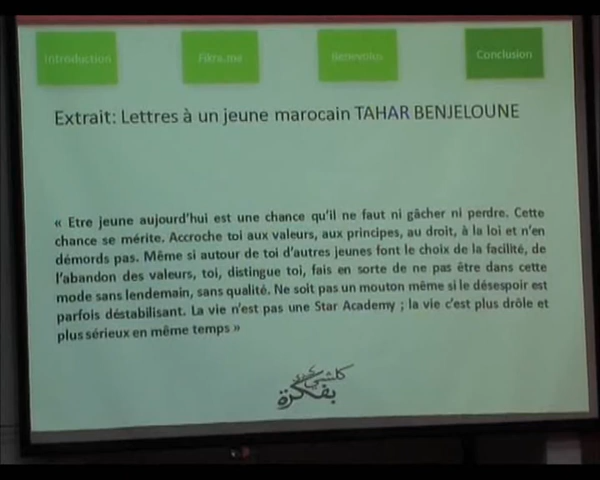 Introduction Fikra.ma Benevolus Conclusion
Extrait: Lettres à un jeune marocain TAHAR BENJELOUNE
« Etre jeune aujourd'hui est une chance qu'il ne faut ni gâcher ni perdre. Cette
chance se mérite. Accroche toi aux valeurs, aux principes, au droit, à la loi et n'en
démords pas. Même si autour de toi d'autres jeunes font le choix de la facilité, de
l'abandon des valeurs, toi, distingue toi, fais en sorte de ne pas être dans cette
mode sans lendemain, sans qualité. Ne soit pas un mouton même si le désespoir est
parfois déstabilisant. La vie n'est pas une Star Academy ; la vie c'est plus drôle et
plus sérieux en même temps »
كلشي
بفكرة